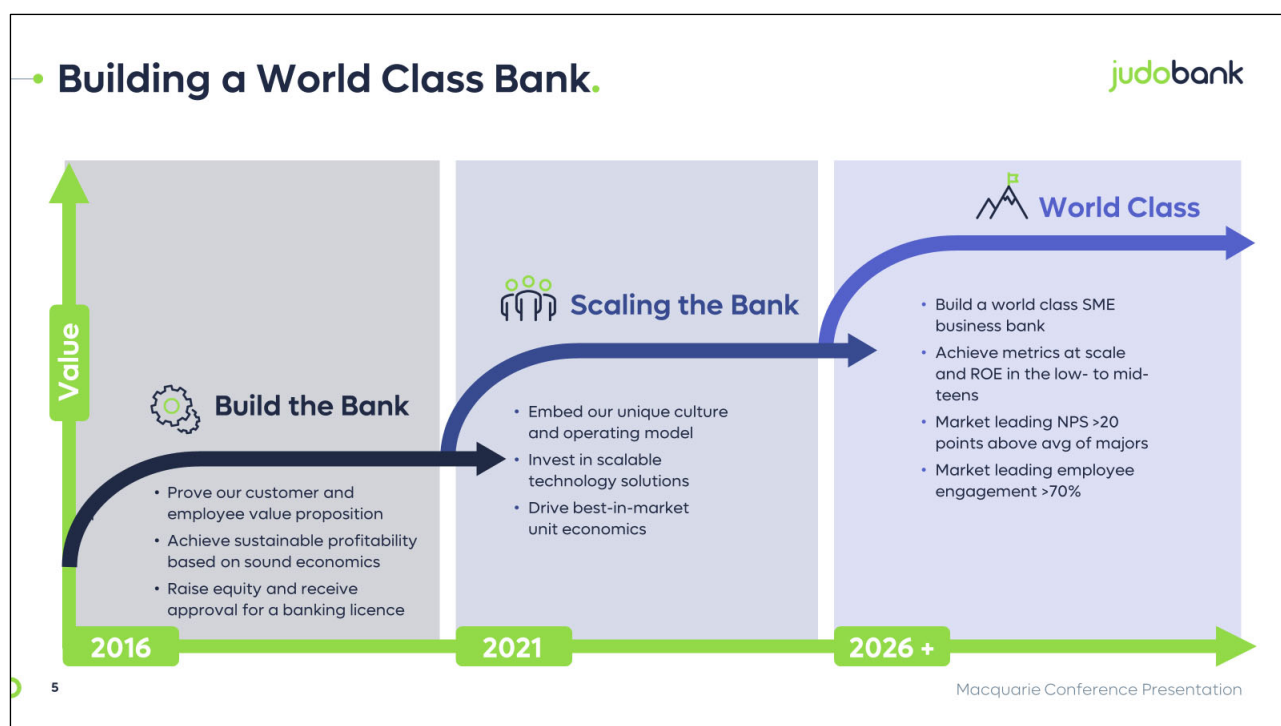 Building a World Class Bank.
judobank
Value
Build the Bank
• Prove our customer and
employee value proposition
• Achieve sustainable profitability
based on sound economics
• Raise equity and receive
approval for a banking licence
Scaling the Bank
• Embed our unique culture
and operating model
• Invest in scalable
technology solutions
• Drive best-in-market
unit economics
World Class
• Build a world class SME
business bank
• Achieve metrics at scale
and ROE in the low- to mid-
teens
• Market leading NPS >20
points above avg of majors
• Market leading employee
engagement >70%
2016
2021
2026 +
5
Macquarie Conference Presentation